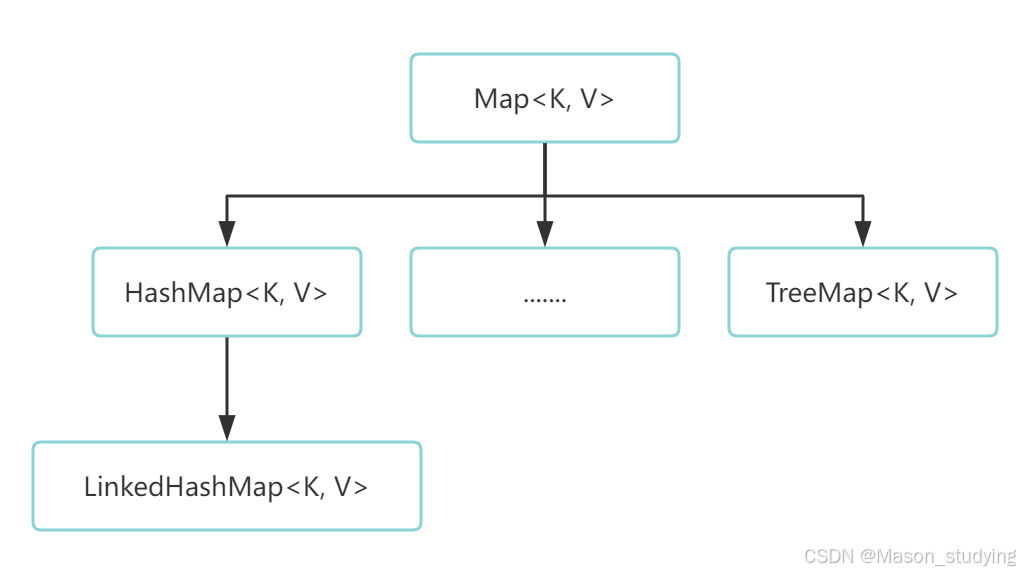 Map<K, V>
HashMap<K, V>
.......
TreeMap<K, V>
LinkedHashMap<K, V>
CSDN @Mason_studying